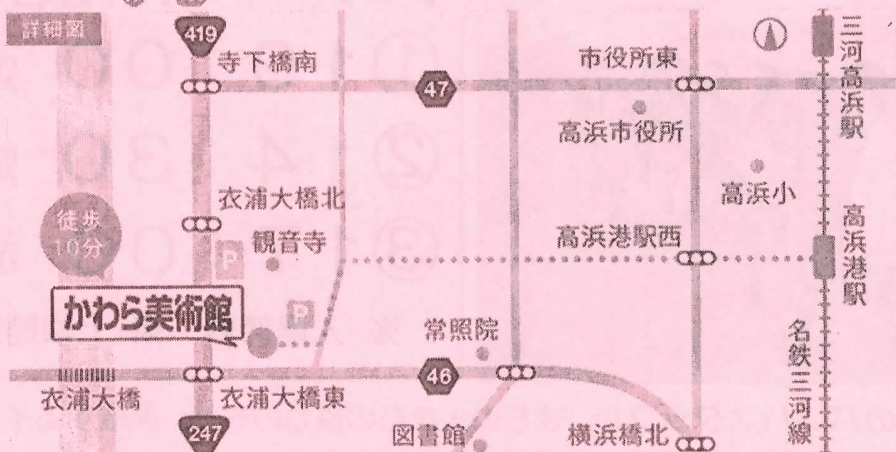 詳細図
419
寺下橋南
47
市役所東
高浜市役所
高浜小
三河高浜駅
衣浦大橋北
徒歩
10分
P
観音寺
高浜港駅西
高浜港駅
かわら美術館
P
常照院
名鉄三河線
衣浦大橋
衣浦大橋東
46
247
図書館
横浜橋北